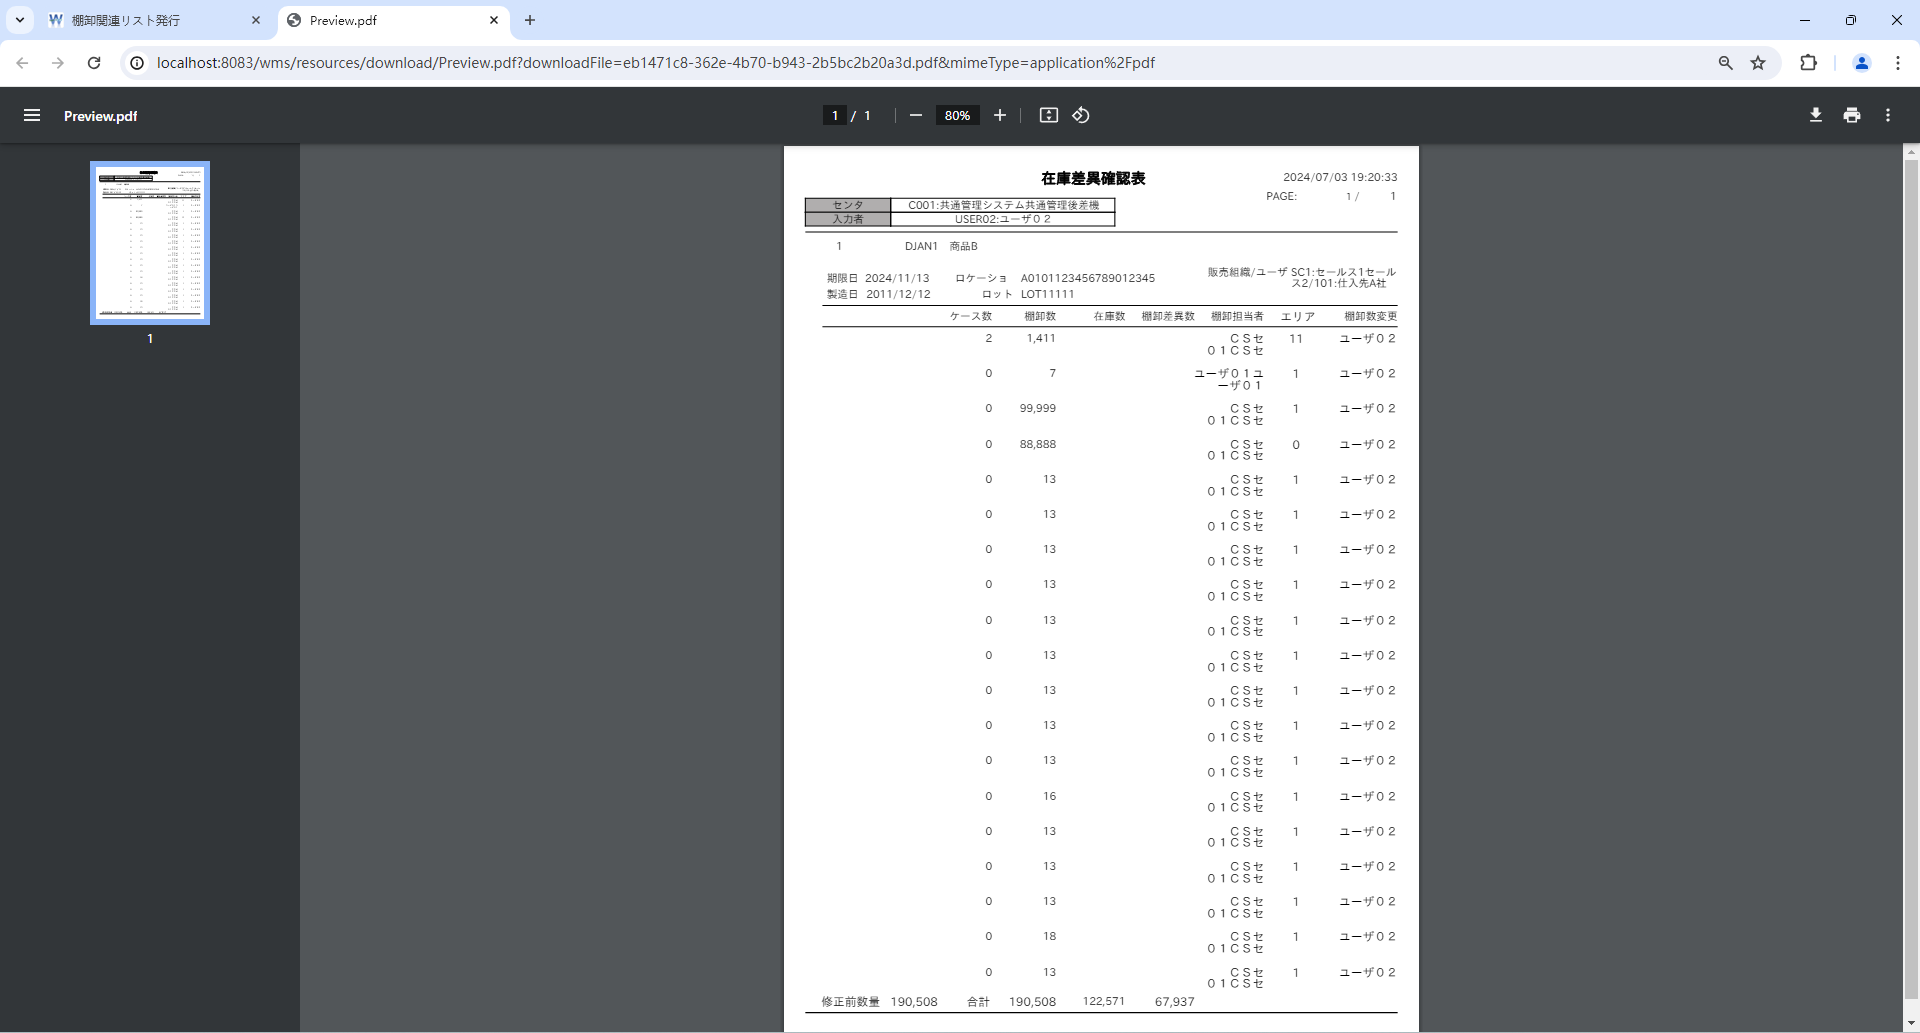 棚卸関連リスト発行
Preview.pdf
localhost:8083/wms/resources/download/Preview.pdf?downloadFile=eb1471c8-362e-4b70-b943-2b5bc2b20a3d.pdf&mimeType=application%2Fpdf
Preview.pdf
1 / 1
80%
1
在庫差異確認表
2024/07/03 19:20:33
PAGE: 1 / 1
センタ C001:共通管理システム共通管理後差機
入力者 USER02:ユーザ０２
1 DJAN1 商品B
期限日 2024/11/13 ロケーショ A0101123456789012345 販売組織/ユーザ SC1:セールス1セール
ス2/101:仕入先A社
製造日 2011/12/12 ロット LOT11111
ケース数 棚卸数 在庫数 棚卸差異数 棚卸担当者 エリア 棚卸数変更
2 1,411 ＣＳセ 11 ユーザ０２
０１ＣＳセ
0 7 ユーザ０１ユ 1 ユーザ０２
ーザ０１
0 99,999 ＣＳセ 1 ユーザ０２
０１ＣＳセ
0 88,888 ＣＳセ 0 ユーザ０２
０１ＣＳセ
0 13 ＣＳセ 1 ユーザ０２
０１ＣＳセ
0 13 ＣＳセ 1 ユーザ０２
０１ＣＳセ
0 13 ＣＳセ 1 ユーザ０２
０１ＣＳセ
0 13 ＣＳセ 1 ユーザ０２
０１ＣＳセ
0 13 ＣＳセ 1 ユーザ０２
０１ＣＳセ
0 13 ＣＳセ 1 ユーザ０２
０１ＣＳセ
0 13 ＣＳセ 1 ユーザ０２
０１ＣＳセ
0 13 ＣＳセ 1 ユーザ０２
０１ＣＳセ
0 13 ＣＳセ 1 ユーザ０２
０１ＣＳセ
0 16 ＣＳセ 1 ユーザ０２
０１ＣＳセ
0 13 ＣＳセ 1 ユーザ０２
０１ＣＳセ
0 13 ＣＳセ 1 ユーザ０２
０１ＣＳセ
0 13 ＣＳセ 1 ユーザ０２
０１ＣＳセ
0 18 ＣＳセ 1 ユーザ０２
０１ＣＳセ
0 13 ＣＳセ 1 ユーザ０２
０１ＣＳセ
修正前数量 190,508 合計 190,508 122,571 67,937